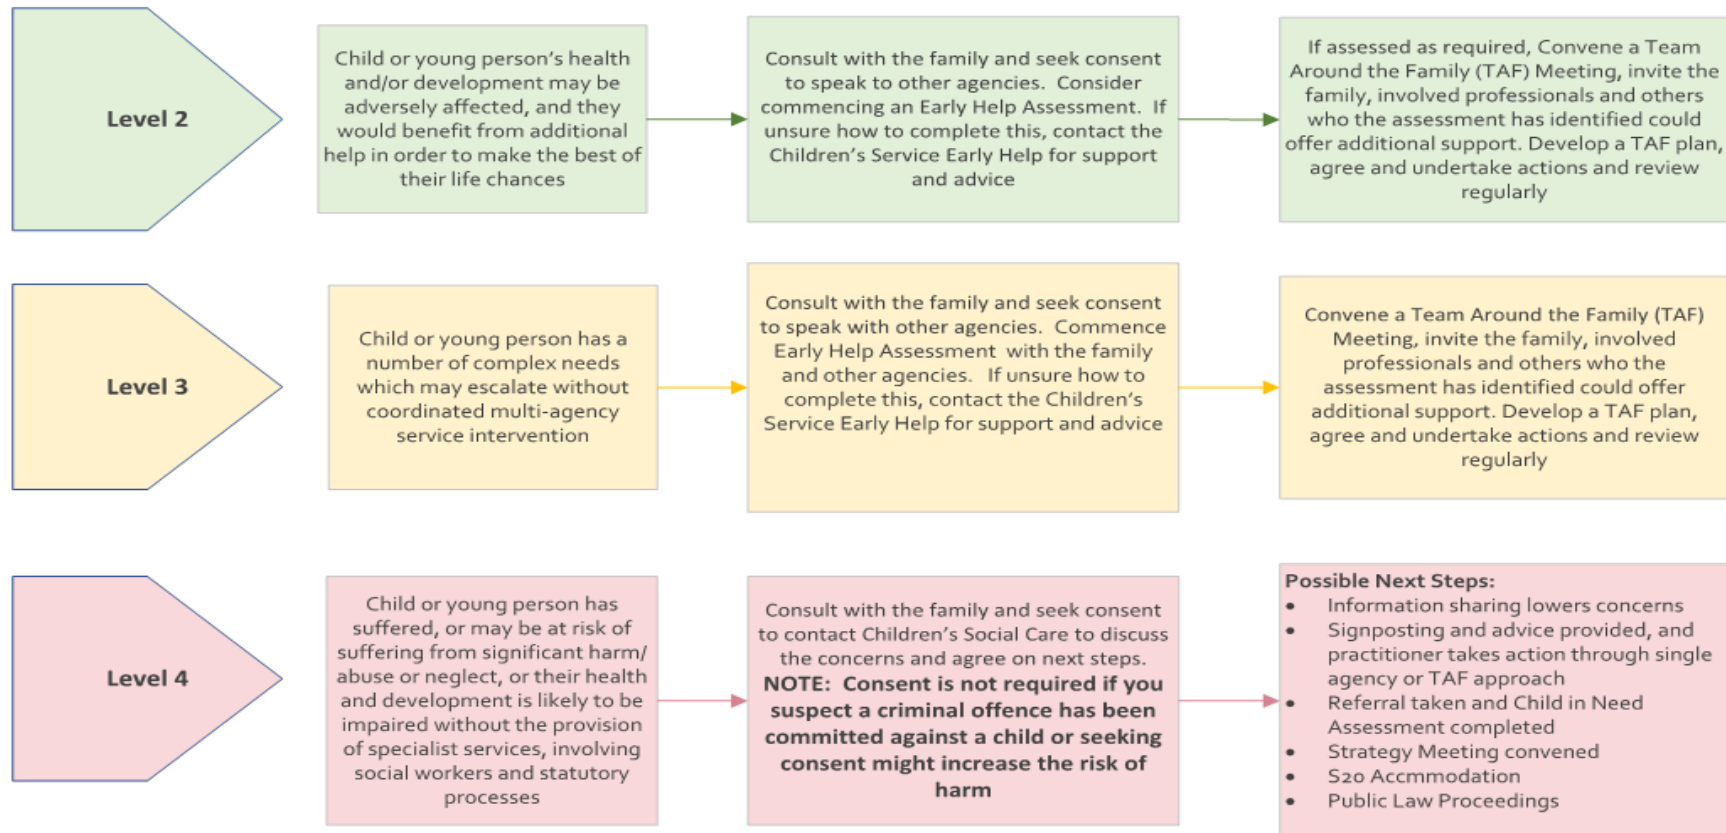 Level 2
Child or young person's health
and/or development may be
adversely affected, and they
would benefit from additional
help in order to make the best of
their life chances
Consult with the family and seek consent
to speak to other agencies. Consider
commencing an Early Help Assessment. If
unsure how to complete this, contact the
Children's Service Early Help for support
and advice
If assessed as required, Convene a Team
Around the Family (TAF) Meeting, invite the
family, involved professionals and others
who the assessment has identified could
offer additional support. Develop a TAF plan,
agree and undertake actions and review
regularly
Level 3
Child or young person has a
number of complex needs
which may escalate without
coordinated multi-agency
service intervention
Consult with the family and seek consent
to speak with other agencies. Commence
Early Help Assessment with the family
and other agencies. If unsure how to
complete this, contact the Children's
Service Early Help for support and advice
Convene a Team Around the Family (TAF)
Meeting, invite the family, involved
professionals and others who the
assessment has identified could offer
additional support. Develop a TAF plan,
agree and undertake actions and review
regularly
Level 4
Child or young person has
suffered, or may be at risk of
suffering from significant harm/
abuse or neglect, or their health
and development is likely to be
impaired without the provision
of specialist services, involving
social workers and statutory
processes
Consult with the family and seek consent
to contact Children's Social Care to discuss
the concerns and agree on next steps.
NOTE: Consent is not required if you
suspect a criminal offence has been
committed against a child or seeking
consent might increase the risk of
harm
Possible Next Steps:
• Information sharing lowers concerns
• Signposting and advice provided, and
practitioner takes action through single
agency or TAF approach
• Referral taken and Child in Need
Assessment completed
• Strategy Meeting convened
• S20 Accmmodation
• Public Law Proceedings